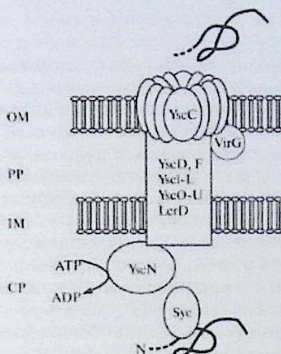 YscC
OM
VirG
PP
YscD, F
YscI-L
YscO-U
LcrD
IM
ATP
YscN
CP
ADP
Syc
N